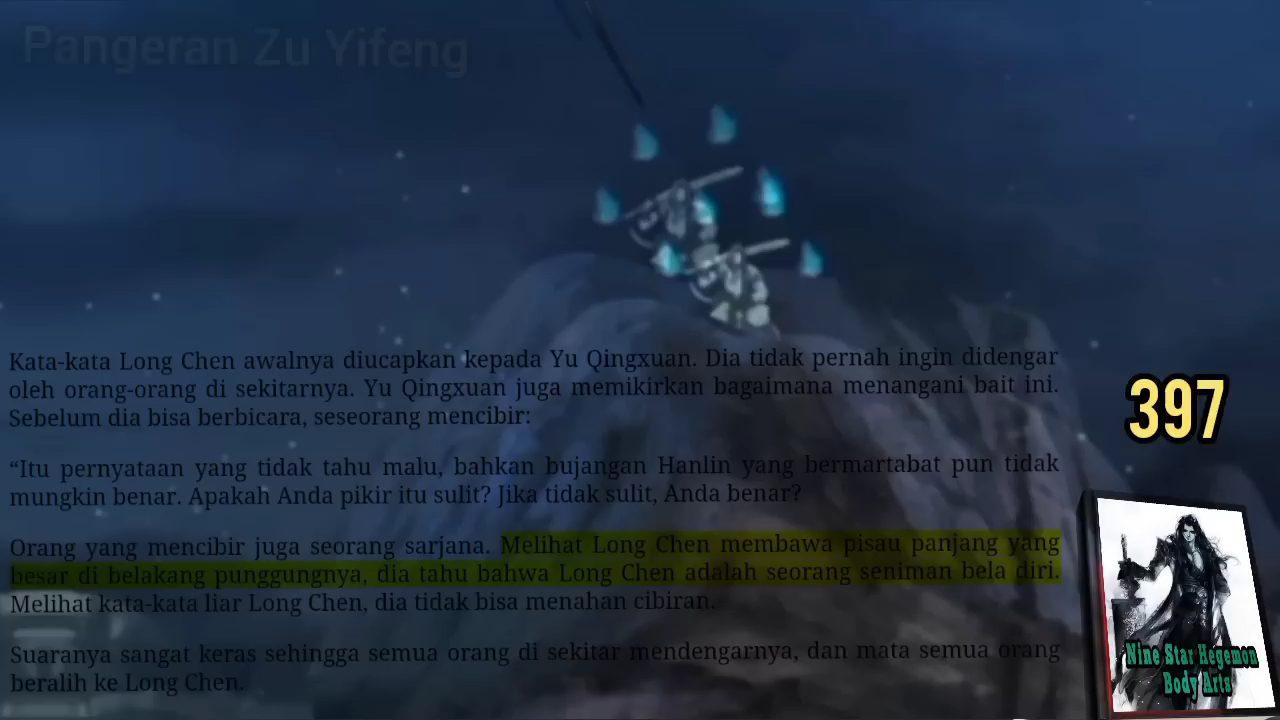 Pangeran Zu Yifeng
Kata-kata Long Chen awalnya diucapkan kepada Yu Qingxuan. Dia tidak pernah ingin didengar
oleh orang-orang di sekitarnya. Yu Qingxuan juga memikirkan bagaimana menangani bait ini.
Sebelum dia bisa berbicara, seseorang mencibir:
“Itu pernyataan yang tidak tahu malu, bahkan bujangan Hanlin yang bermartabat pun tidak
mungkin benar. Apakah Anda pikir itu sulit? Jika tidak sulit, Anda benar?
Orang yang mencibir juga seorang sarjana. Melihat Long Chen membawa pisau panjang yang
besar di belakang punggungnya, dia tahu bahwa Long Chen adalah seorang seniman bela diri.
Melihat kata-kata liar Long Chen, dia tidak bisa menahan cibiran.
Suaranya sangat keras sehingga semua orang di sekitar mendengarnya, dan mata semua orang
beralih ke Long Chen.
397
Nine Star Hegemon
Body Arts